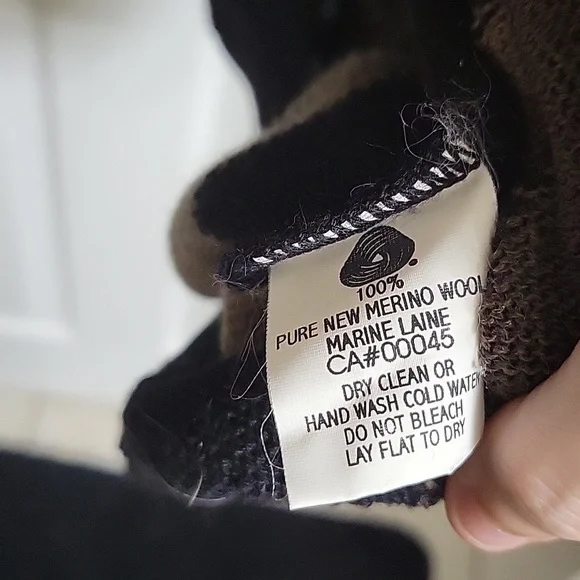 100%
PURE NEW MERINO WOOL
MARINE LAINE
CA#00045
DRY CLEAN OR
HAND WASH COLD WATER
DO NOT BLEACH
LAY FLAT TO DRY